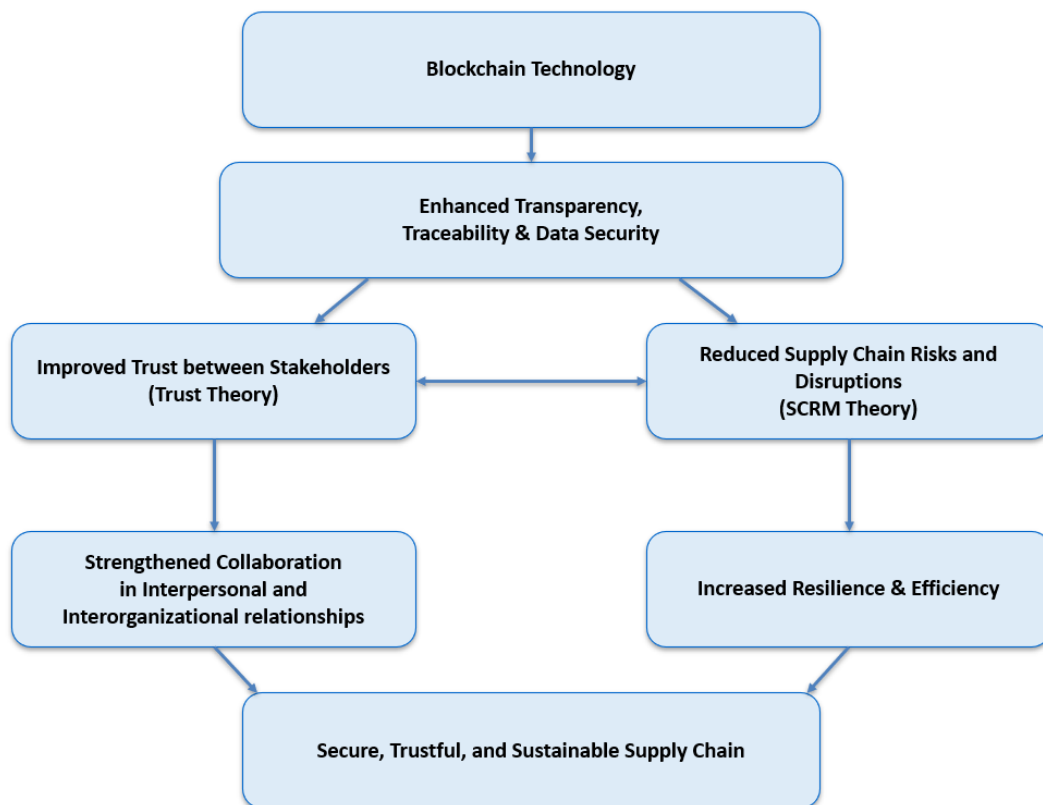 Blockchain Technology
Enhanced Transparency,
Traceability & Data Security
Improved Trust between Stakeholders
(Trust Theory)
Reduced Supply Chain Risks and
Disruptions
(SCRM Theory)
Strengthened Collaboration
in Interpersonal and
Interorganizational relationships
Increased Resilience & Efficiency
Secure, Trustful, and Sustainable Supply Chain